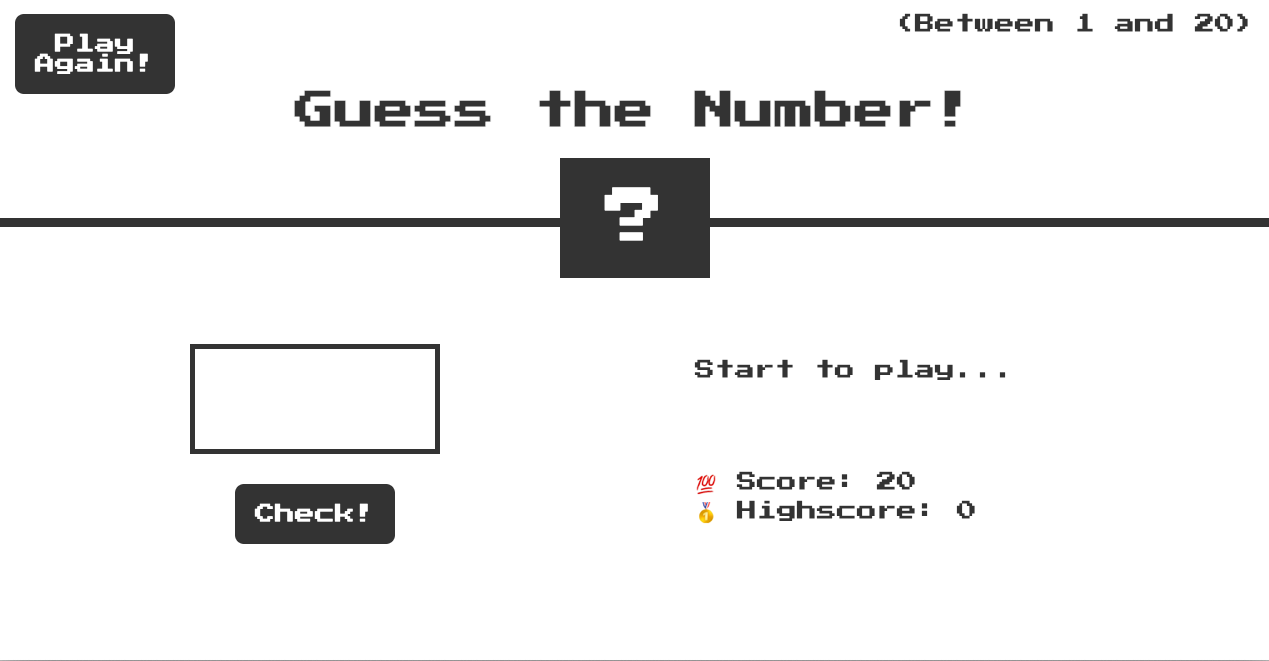 Play
Again!
(Between 1 and 20)
Guess the Number!
?
Start to play...
Check!
💯 Score: 20
🥇 Highscore: 0